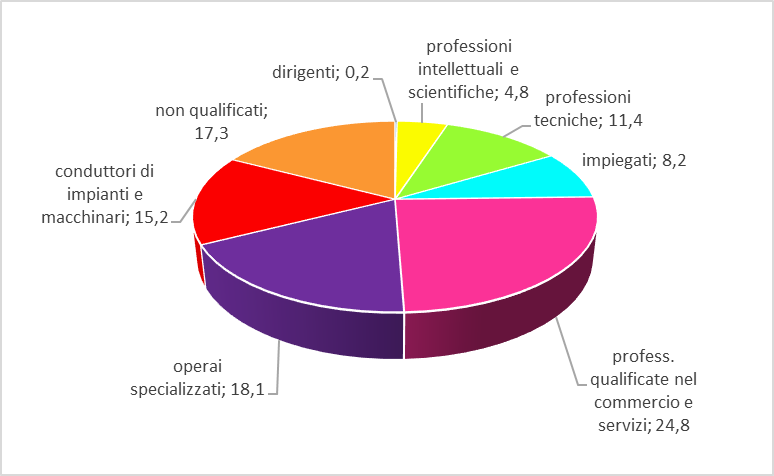 dirigenti; 0,2
professioni
intellettuali e
scientifiche; 4,8
professioni
tecniche; 11,4
impiegati; 8,2
profess.
qualificate nel
commercio e
servizi; 24,8
operai
specializzati; 18,1
conduttori di
impianti e
macchinari; 15,2
non qualificati;
17,3